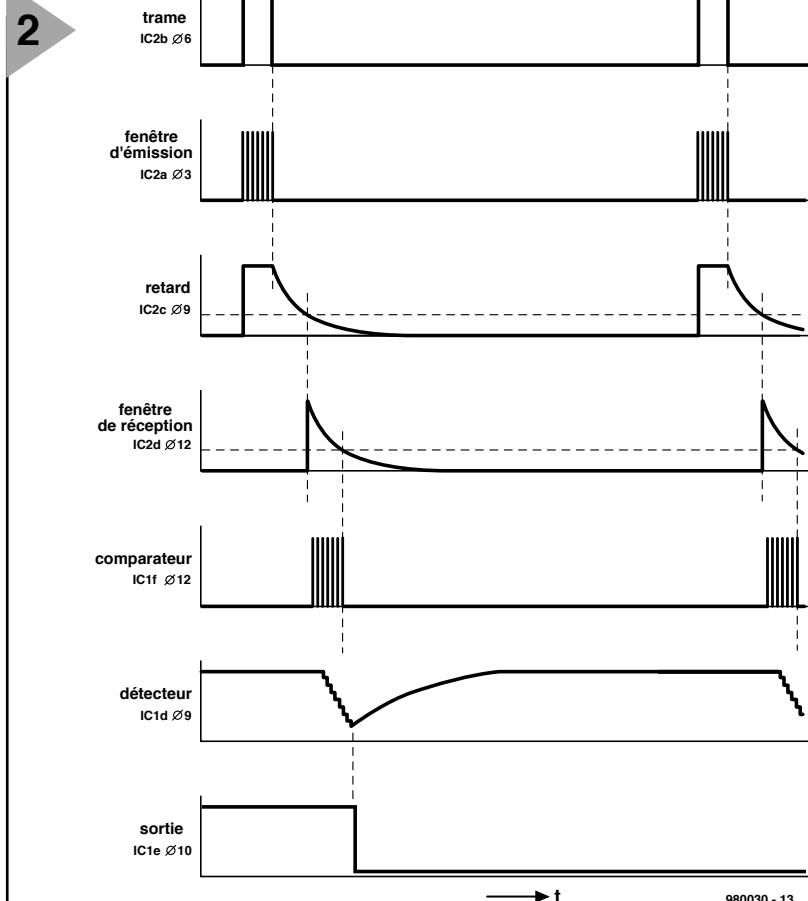 2
trame
IC2b Ø6
fenêtre
d'émission
IC2a Ø3
retard
IC2c Ø9
fenêtre
de réception
IC2d Ø12
comparateur
IC1f Ø12
détecteur
IC1d Ø9
sortie
IC1e Ø10
t
980030 - 13